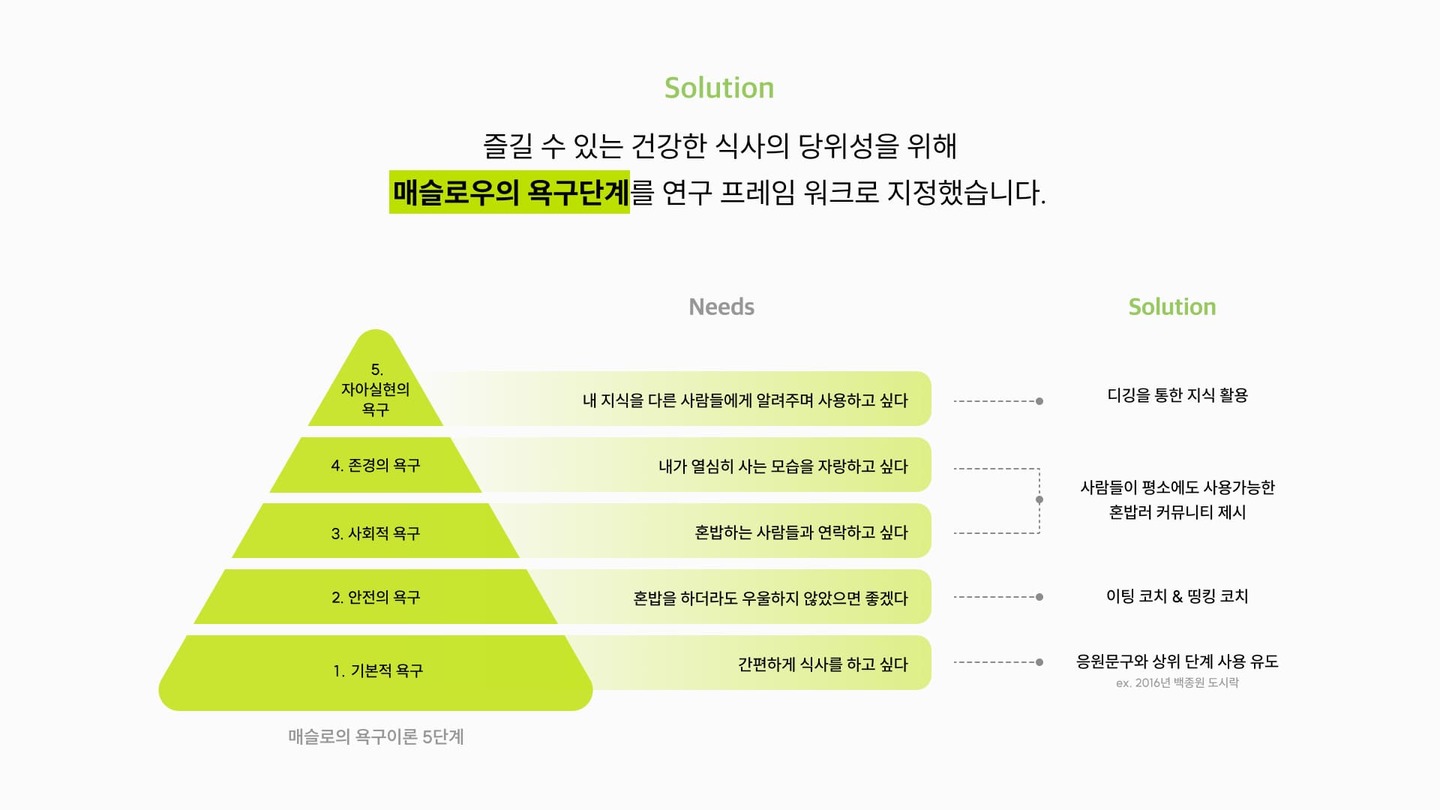 Solution
즐길 수 있는 건강한 식사의 당위성을 위해
매슬로우의 욕구단계를 연구 프레임 워크로 지정했습니다.
Needs
Solution
5.
자아실현의
욕구
내 지식을 다른 사람들에게 알려주며 사용하고 싶다
디깅을 통한 지식 활용
4. 존경의 욕구
내가 열심히 사는 모습을 자랑하고 싶다
사람들이 평소에도 사용가능한
혼밥러 커뮤니티 제시
3. 사회적 욕구
혼밥하는 사람들과 연락하고 싶다
2. 안전의 욕구
혼밥을 하더라도 우울하지 않았으면 좋겠다
이팅 코치 & 띵킹 코치
1. 기본적 욕구
간편하게 식사를 하고 싶다
응원문구와 상위 단계 사용 유도
ex. 2016년 백종원 도시락
매슬로의 욕구이론 5단계